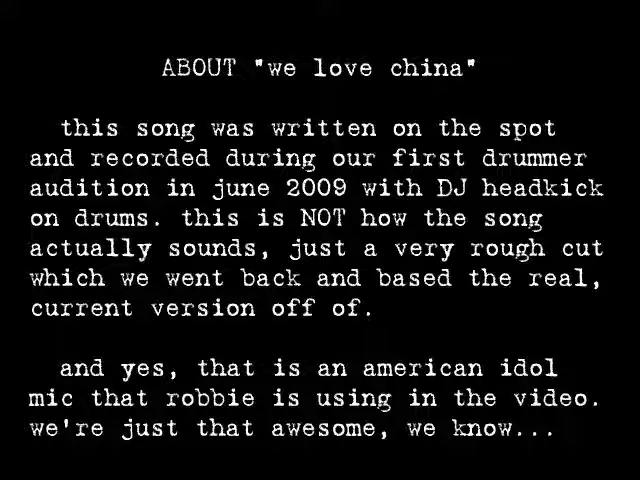 ABOUT "we love china"
this song was written on the spot
and recorded during our first drummer
audition in june 2009 with DJ headkick
on drums. this is NOT how the song
actually sounds, just a very rough cut
which we went back and based the real,
current version off of.
and yes, that is an american idol
mic that robbie is using in the video.
we're just that awesome, we know...